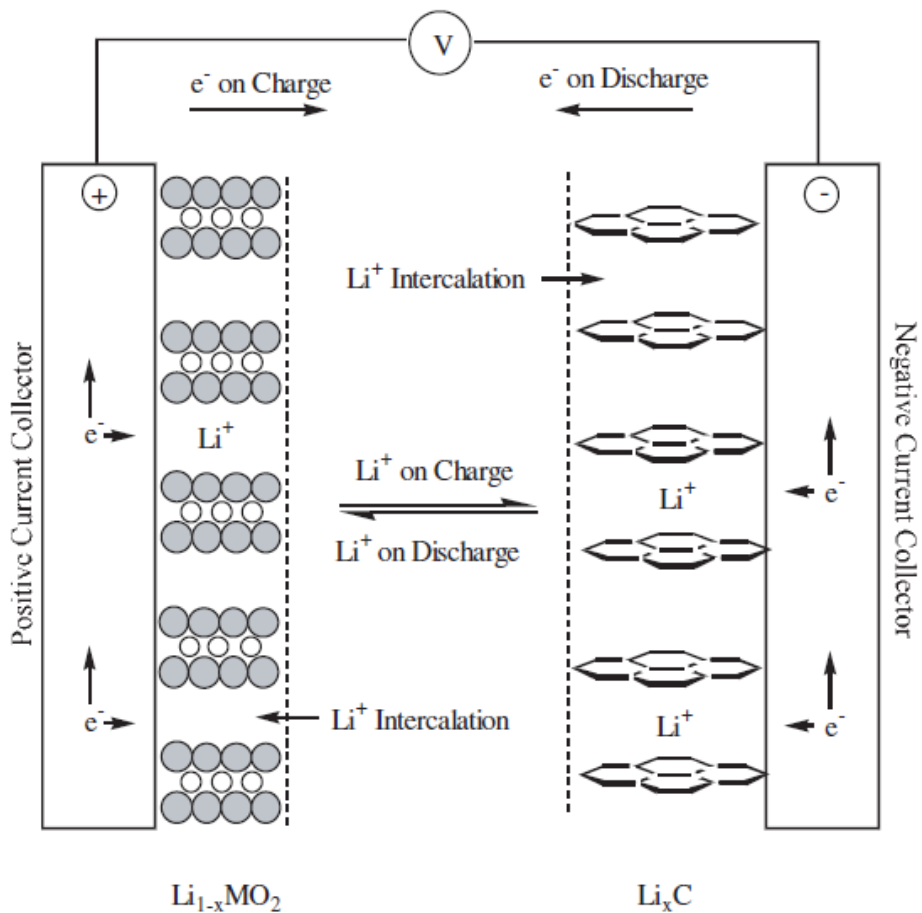 V
e⁻ on Charge
e⁻ on Discharge
+
-
Li⁺ Intercalation
Positive Current Collector
Negative Current Collector
e⁻
Li⁺
e⁻
Li⁺ on Charge
Li⁺
Li⁺ on Discharge
e⁻
Li⁺ Intercalation
Li⁺
e⁻
Li₁₋ₓMO₂
LiₓC